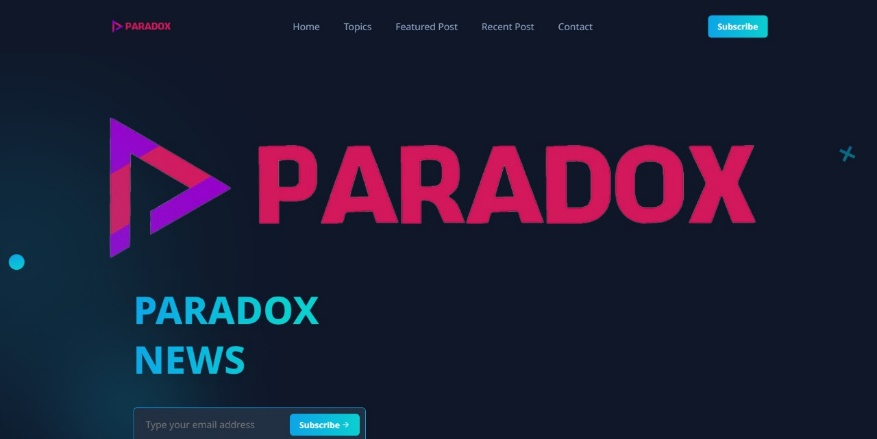 PARADOX
Home Topics Featured Post Recent Post Contact
Subscribe
PARADOX
PARADOX
NEWS
Type your email address
Subscribe →